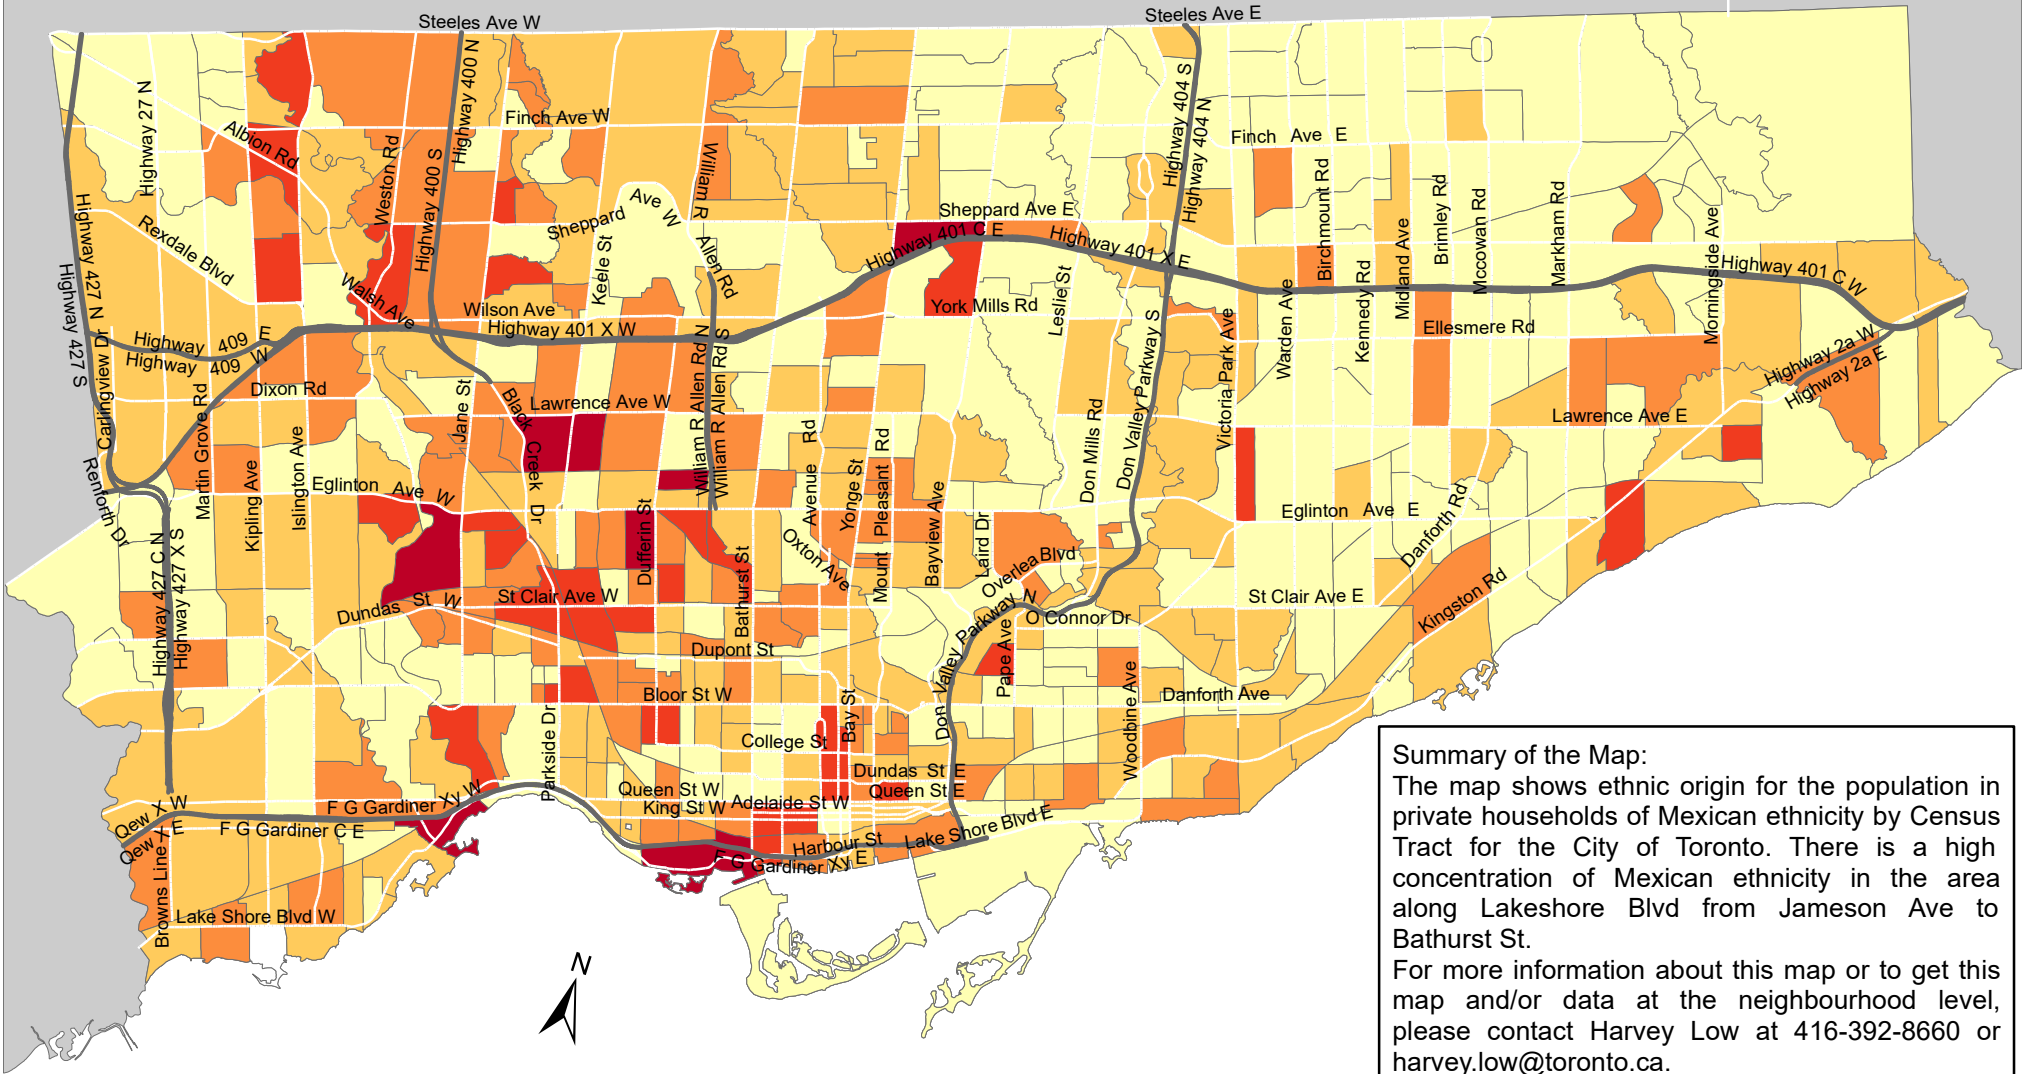 Steeles Ave W
Steeles Ave E
Highway 27 N
Highway 400 N
Finch Ave W
Highway 404 S
Highway 404 N
Finch Ave E
Albion Rd
Weston Rd
Highway 400 S
William R
Allen Rd
Sheppard Ave W
Sheppard Ave E
Birchmount Rd
Midland Ave
Brimley Rd
Mccowan Rd
Markham Rd
Morningside Ave
Highway 427 N
Highway 427 S
Rexdale Blvd
Keele St
Highway 401 C E
Highway 401 X E
Highway 401 C W
Walsh Ave
Wilson Ave
York Mills Rd
Leslie St
Warden Ave
Kennedy Rd
Ellesmere Rd
Highway 401 X W
Highway 409 E
Highway 409 W
Carlingview Dr
Martin Grove Rd
Dixon Rd
Jane St
Black Creek Dr
Lawrence Ave W
William R Allen Rd N
William R Allen Rd S
Don Valley Parkway S
Victoria Park Ave
Highway 2a W
Highway 2a E
Lawrence Ave E
Renforth Dr
Kipling Ave
Islington Ave
Eglinton Ave W
Dufferin St
Avenue Rd
Yonge St
Mount Pleasant Rd
Bayview Ave
Don Mills Rd
Laird Dr
Eglinton Ave E
Danforth Rd
Highway 427 C N
Highway 427 X S
Oxton Ave
Overlea Blvd
Bathurst St
Dundas St W
St Clair Ave W
St Clair Ave E
Kingston Rd
O Connor Dr
Don Valley Parkway N
Dupont St
Pape Ave
Woodbine Ave
Bloor St W
Danforth Ave
Bay St
Parkside Dr
College St
Dundas St E
Queen St W
Queen St E
King St W
Adelaide St W
Qew X W
Qew X E
F G Gardiner Xy W
F G Gardiner C E
Harbour St
Lake Shore Blvd E
F G Gardiner Xy E
Browns Line
Lake Shore Blvd W
N
Summary of the Map:
The map shows ethnic origin for the population in
private households of Mexican ethnicity by Census
Tract for the City of Toronto. There is a high
concentration of Mexican ethnicity in the area
along Lakeshore Blvd from Jameson Ave to
Bathurst St.
For more information about this map or to get this
map and/or data at the neighbourhood level,
please contact Harvey Low at 416-392-8660 or
harvey.low@toronto.ca.